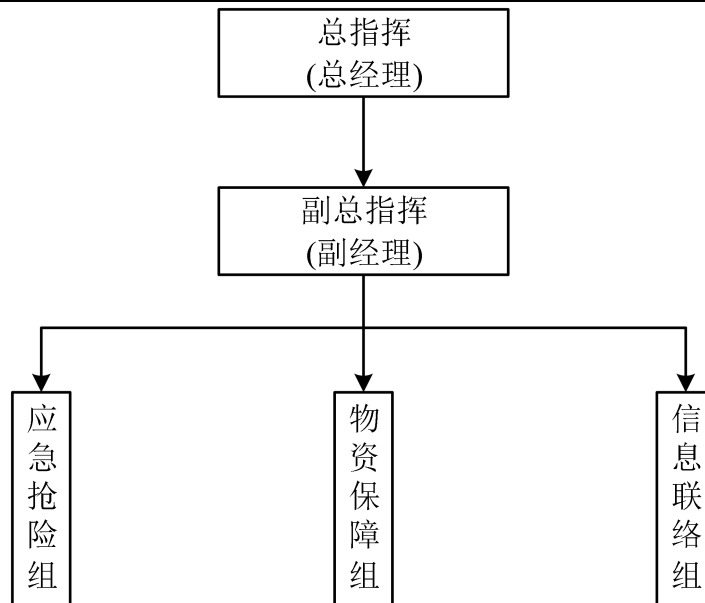 总指挥
(总经理)
副总指挥
(副经理)
应急抢险组
物资保障组
信息联络组